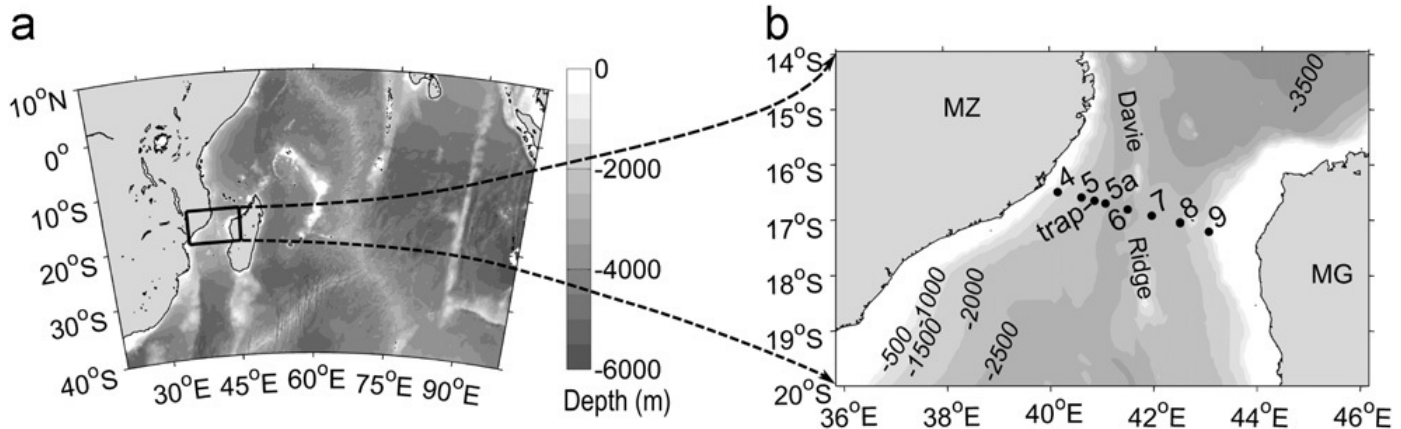 a
10°N
0°
10°S
20°S
30°S
40°S
30°E
45°E
60°E
75°E
90°E
0
-2000
-4000
-6000
Depth (m)
b
14°S
15°S
16°S
17°S
18°S
19°S
20°S
36°E
38°E
40°E
42°E
44°E
46°E
MZ
Davie
-3500
4
5
5a
trap
6
7
8
9
Ridge
MG
-500
-1000
-1500
-2000
-2500